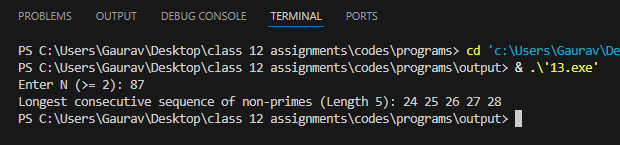 PROBLEMS OUTPUT DEBUG CONSOLE TERMINAL PORTS
PS C:\Users\Gaurav\Desktop\class 12 assignments\codes\programs> cd 'c:\Users\Gaurav\De
PS C:\Users\Gaurav\Desktop\class 12 assignments\codes\programs\output> & .\'13.exe'
Enter N (>= 2): 87
Longest consecutive sequence of non-primes (Length 5): 24 25 26 27 28
PS C:\Users\Gaurav\Desktop\class 12 assignments\codes\programs\output>